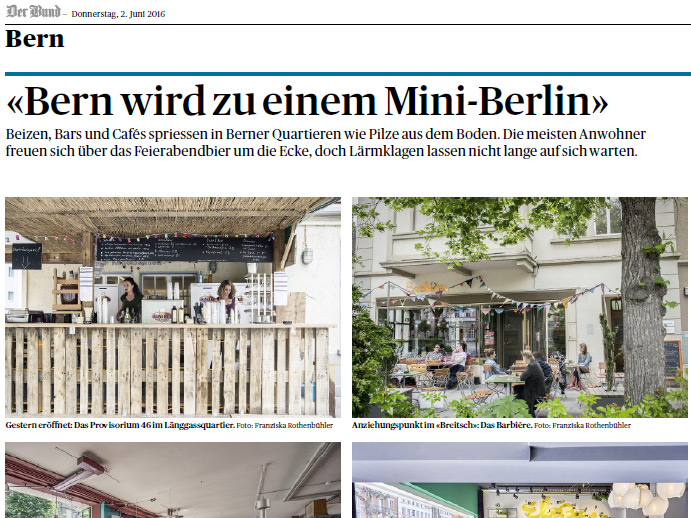 Der Bund – Donnerstag, 2. Juni 2016
Bern
«Bern wird zu einem Mini-Berlin»
Beizen, Bars und Cafés spriessen in Berner Quartieren wie Pilze aus dem Boden. Die meisten Anwohner
freuen sich über das Feierabendbier um die Ecke, doch Lärmklagen lassen nicht lange auf sich warten.
Gestern eröffnet: Das Provisorium 46 im Länggassquartier. Foto: Franziska Rothenbühler
Anziehungspunkt im «Breitsch»: Das Barbière. Foto: Franziska Rothenbühler